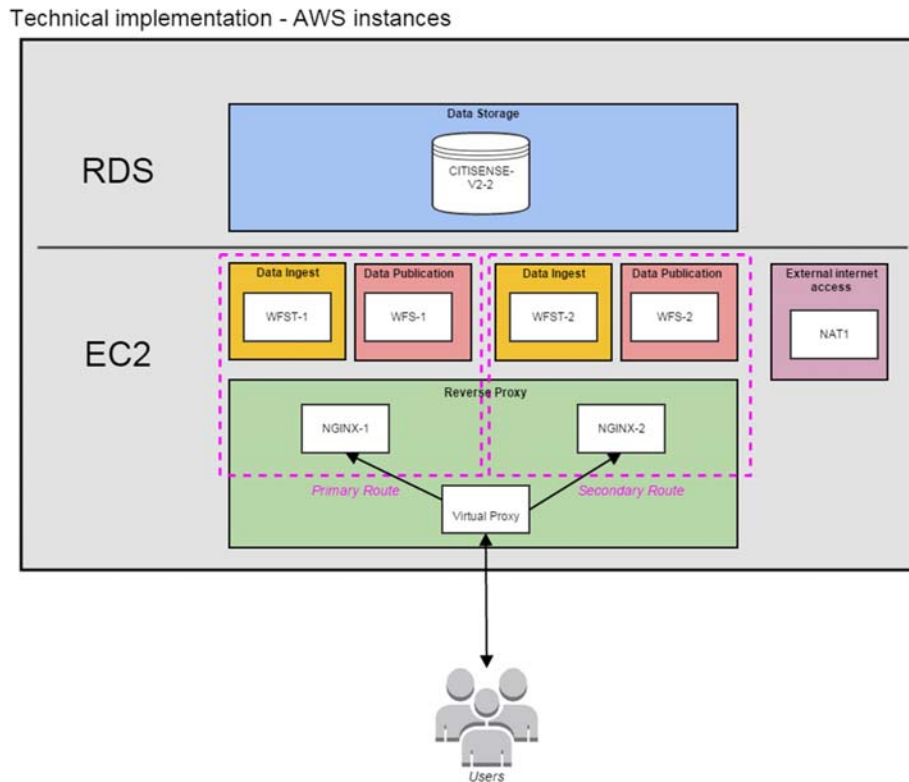 Technical implementation - AWS instances
RDS
Data Storage
CITISENSE-
V2-2
EC2
Data Ingest
WFST-1
Data Publication
WFS-1
Data Ingest
WFST-2
Data Publication
WFS-2
External internet
access
NAT1
Reverse Proxy
NGINX-1
NGINX-2
Primary Route
Secondary Route
Virtual Proxy
Users